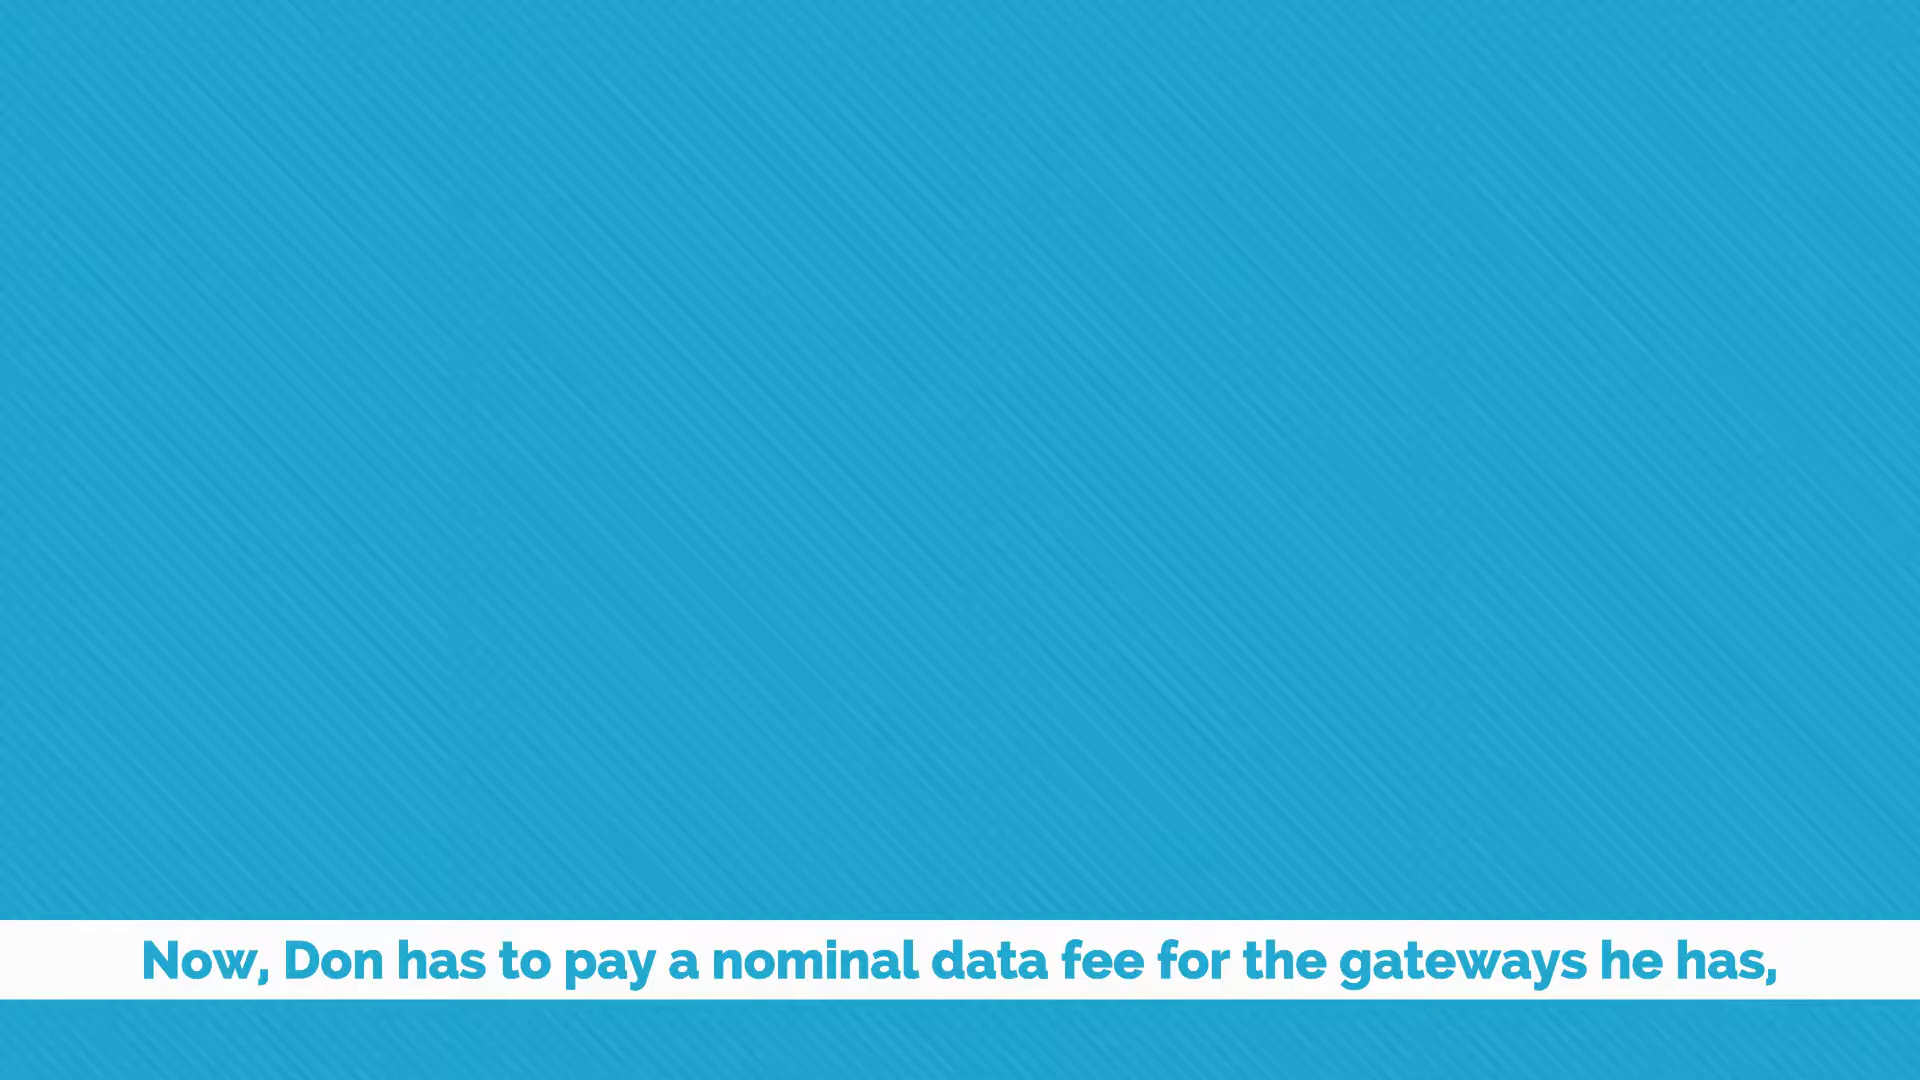 Now, Don has to pay a nominal data fee for the gateways he has,